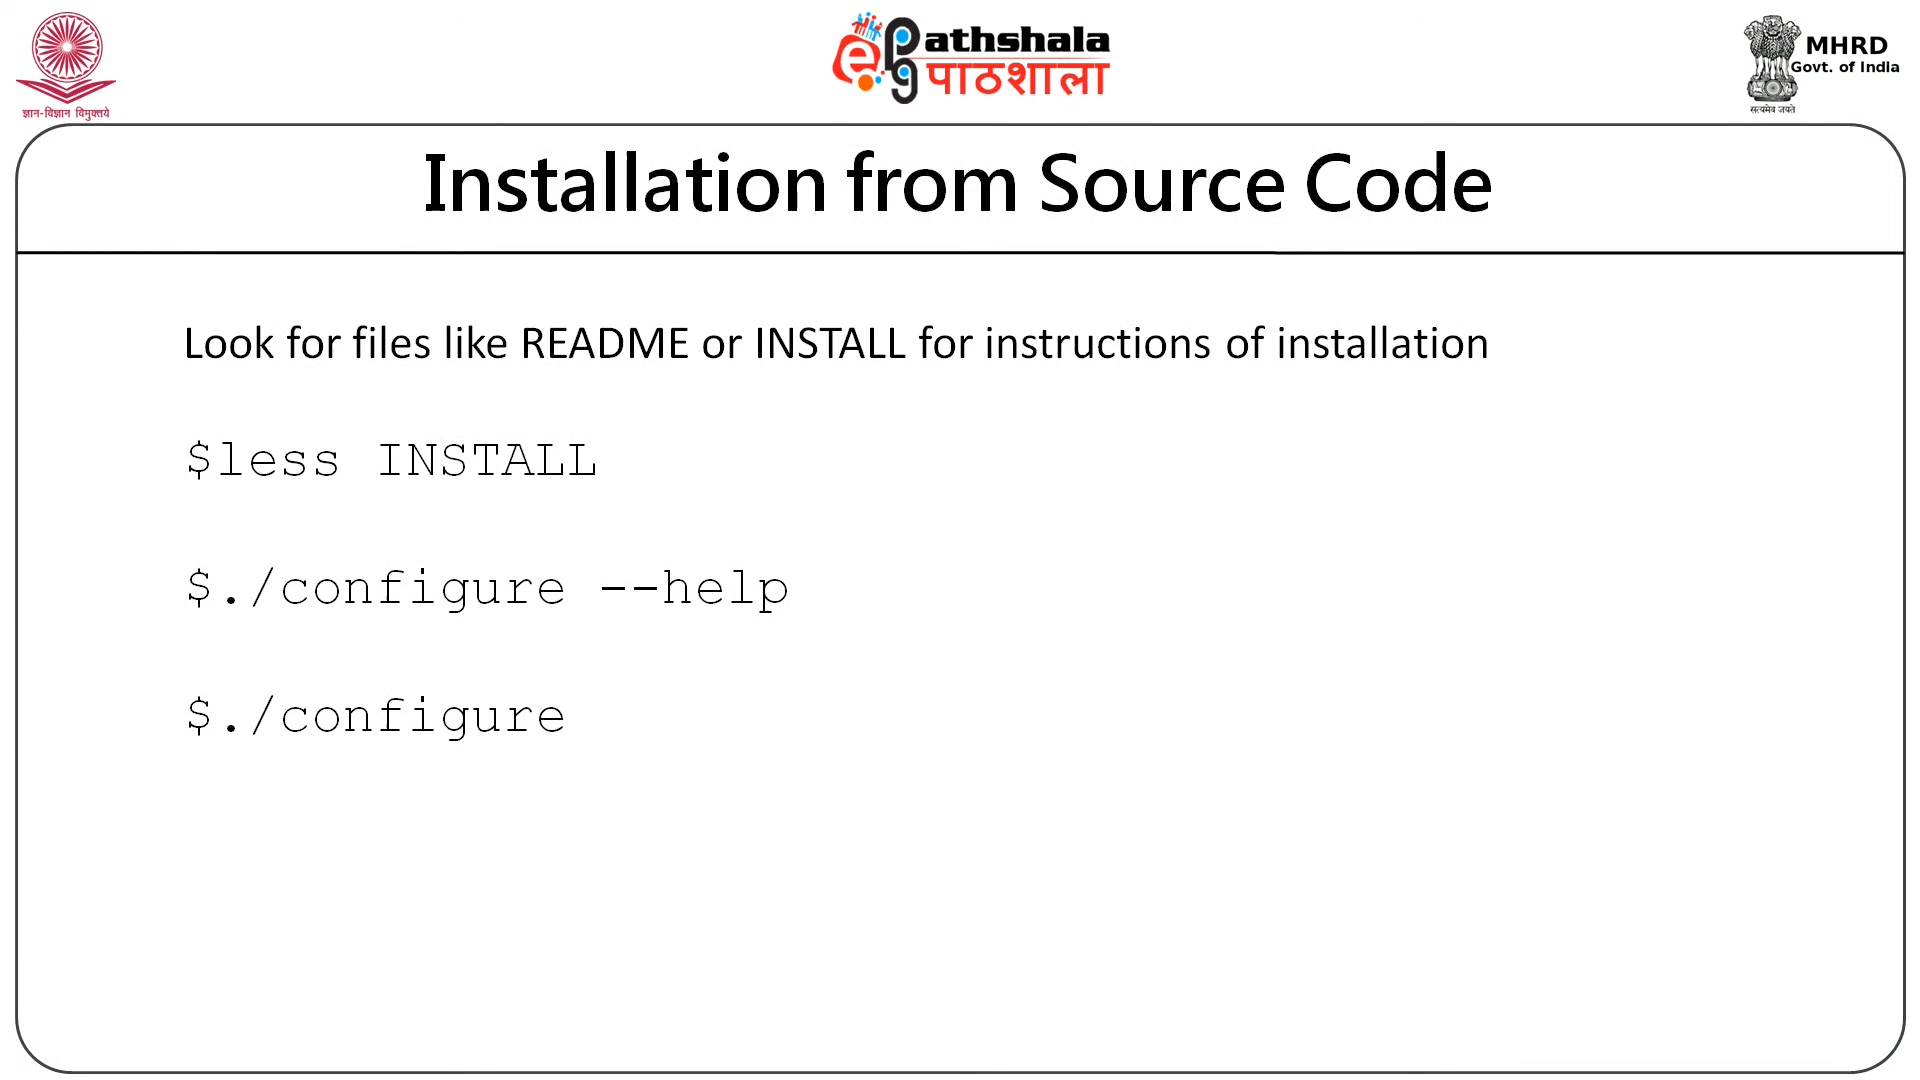 ज्ञान-विज्ञान विमुक्तये
ePathshala
पाठशाला
MHRD
Govt. of India
सत्यमेव जयते
Installation from Source Code
Look for files like README or INSTALL for instructions of installation
$less INSTALL
$./configure --help
$./configure